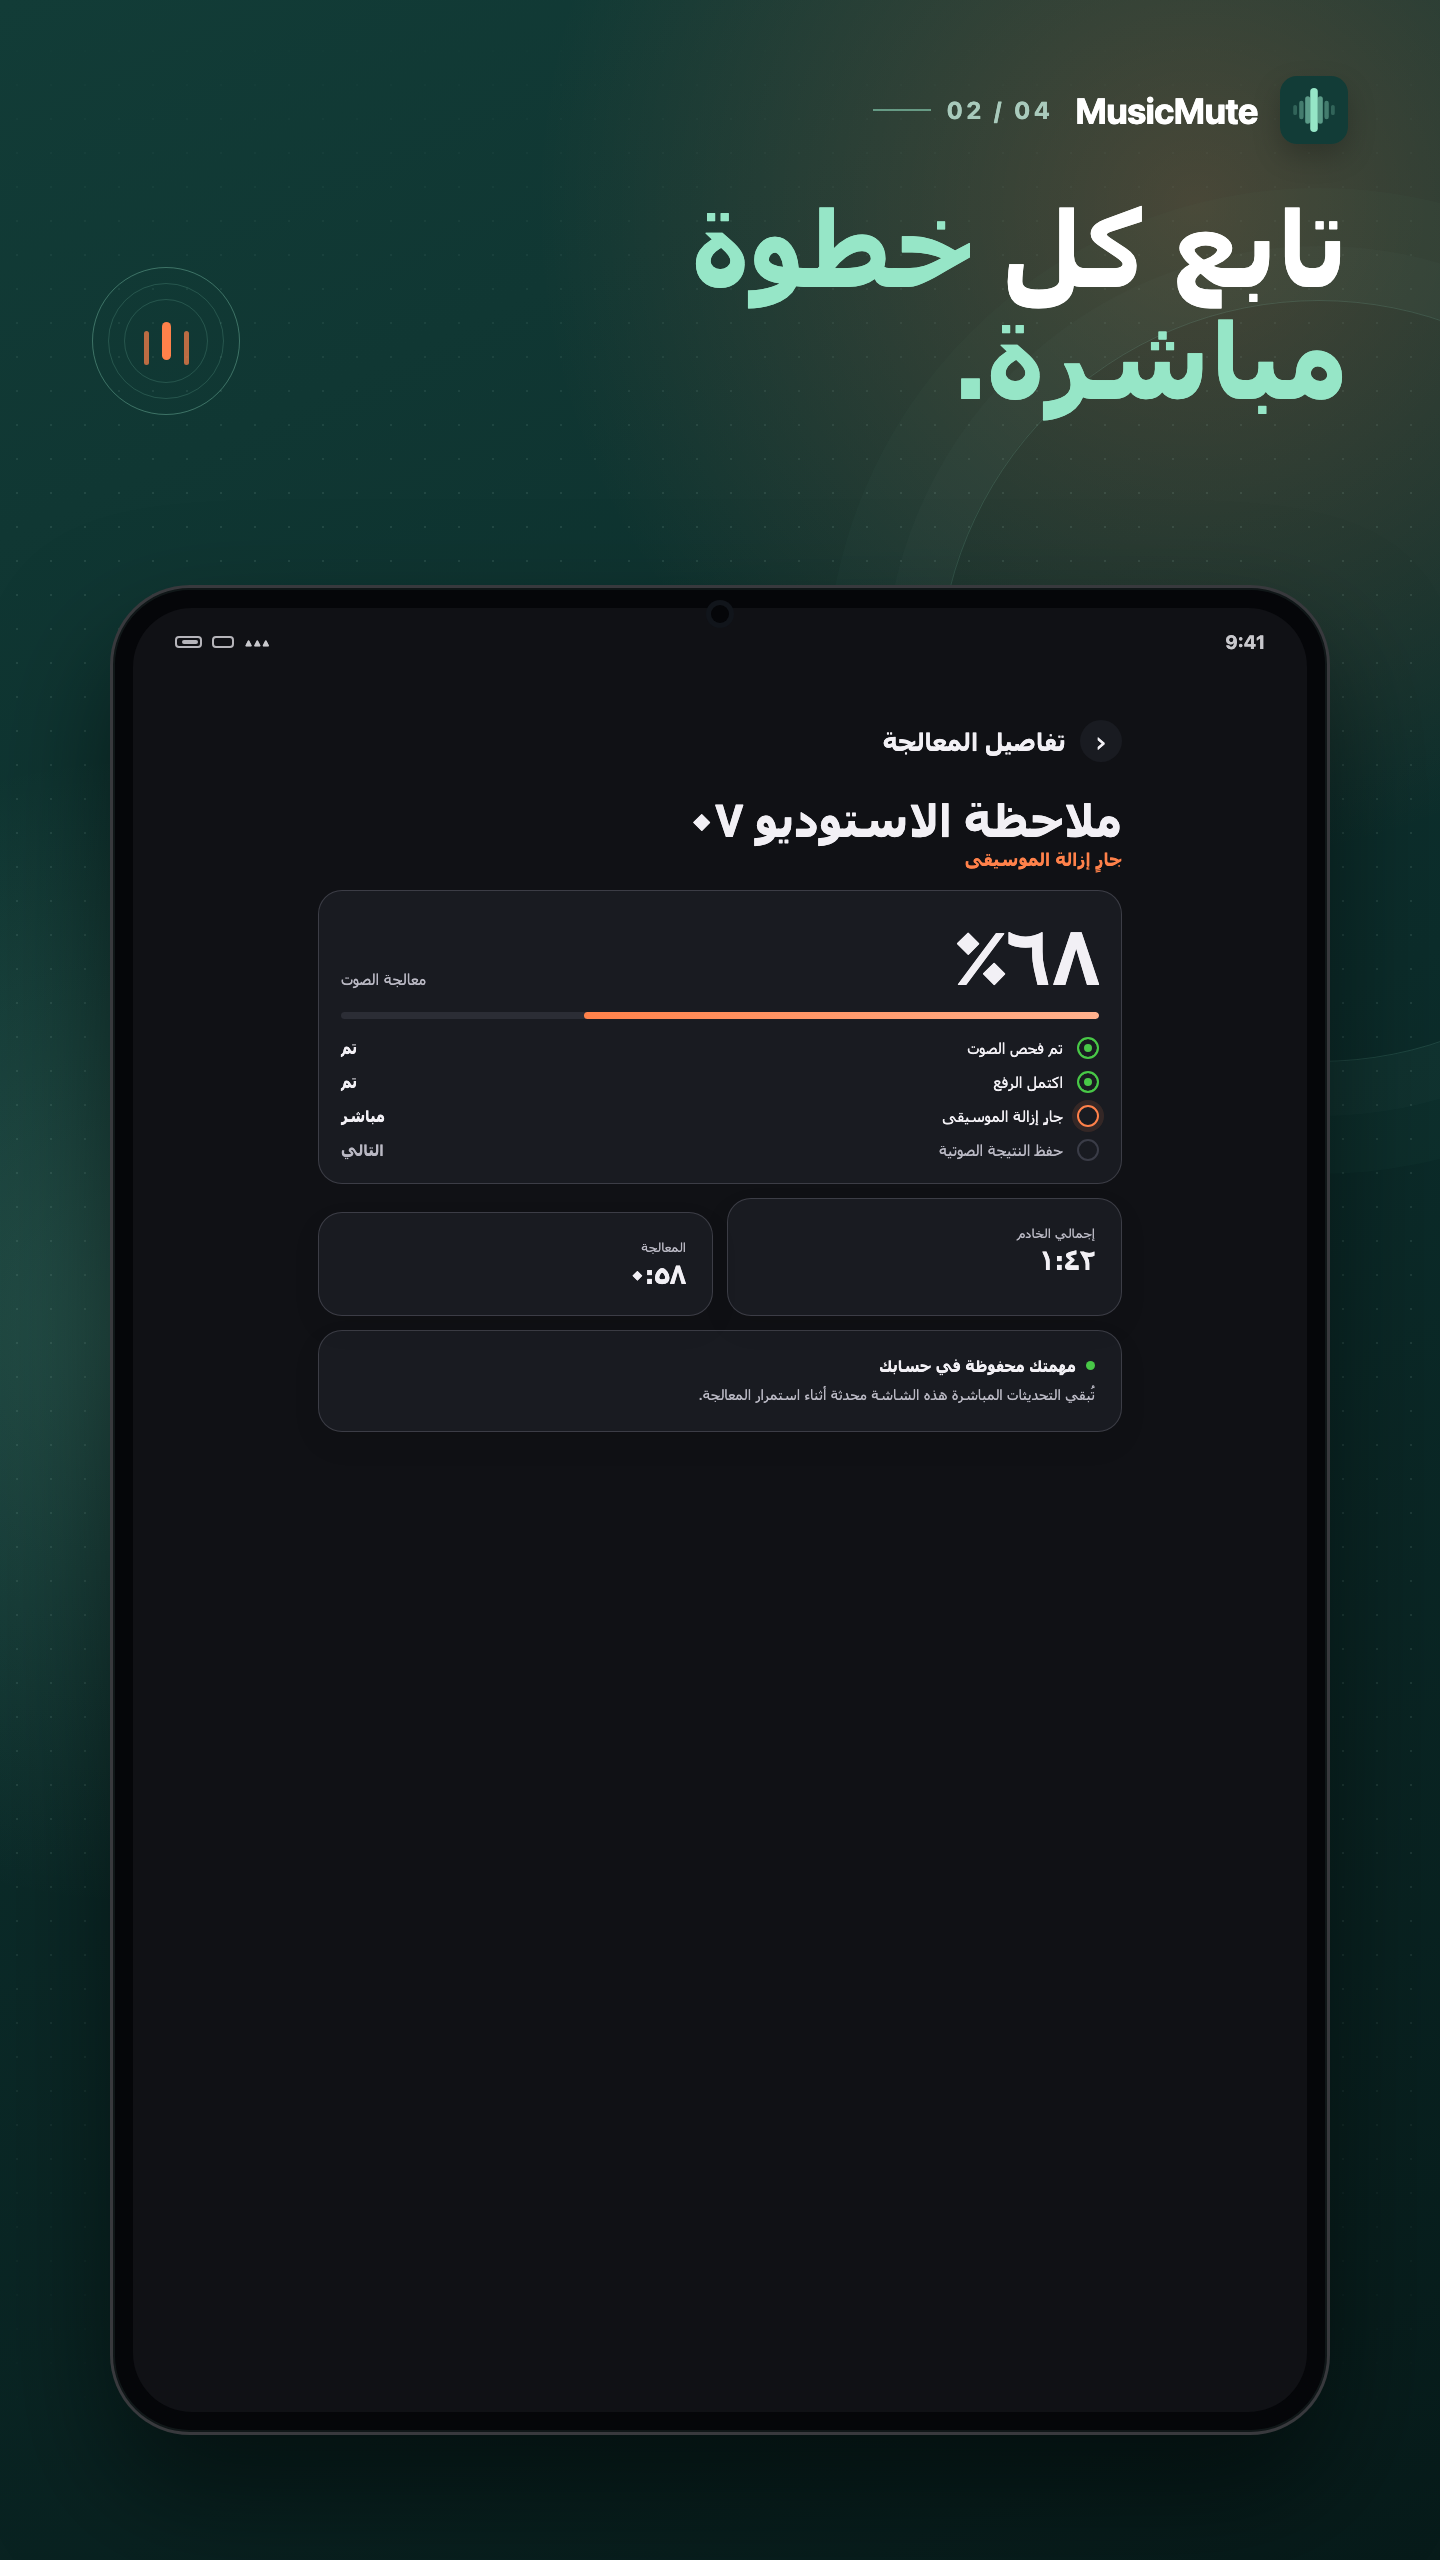 MusicMute 02 / 04
تابع كل خطوة
مباشرة.
9:41
تفاصيل المعالجة
ملاحظة الاستوديو ٠٧
جارٍ إزالة الموسيقى
٦٨٪
معالجة الصوت
تم فحص الصوت تم
اكتمل الرفع تم
جارٍ إزالة الموسيقى مباشر
حفظ النتيجة الصوتية التالي
إجمالي الخادم
١:٤٢
المعالجة
٠:٥٨
مهمتك محفوظة في حسابك
تُبقي التحديثات المباشرة هذه الشاشة محدثة أثناء استمرار المعالجة.